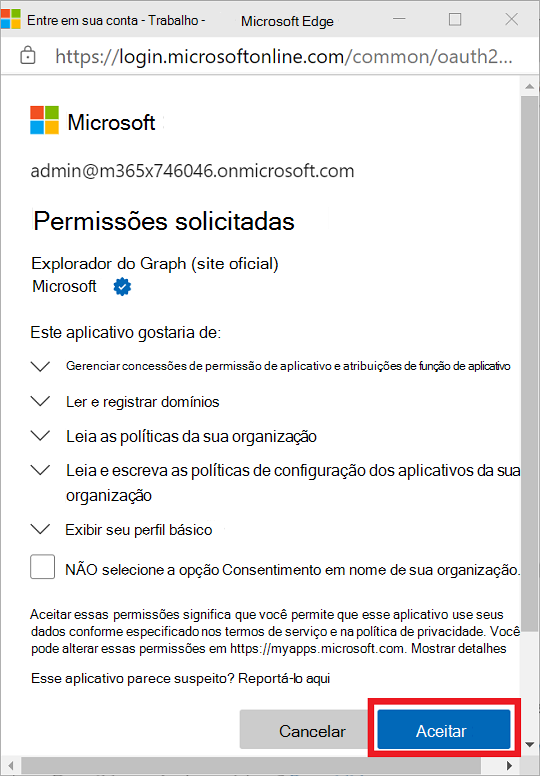 Entre em sua conta - Trabalho - Microsoft Edge
https://login.microsoftonline.com/common/oauth2...
Microsoft
admin@m365x746046.onmicrosoft.com
Permissões solicitadas
Explorador do Graph (site oficial)
Microsoft
Este aplicativo gostaria de:
Gerenciar concessões de permissão de aplicativo e atribuições de função de aplicativo
Ler e registrar domínios
Leia as políticas da sua organização
Leia e escreva as políticas de configuração dos aplicativos da sua
organização
Exibir seu perfil básico
NÃO selecione a opção Consentimento em nome de sua organização.
Aceitar essas permissões significa que você permite que esse aplicativo use seus
dados conforme especificado nos termos de serviço e na política de privacidade. Você
pode alterar essas permissões em https://myapps.microsoft.com. Mostrar detalhes
Esse aplicativo parece suspeito? Reportá-lo aqui
Cancelar
Aceitar